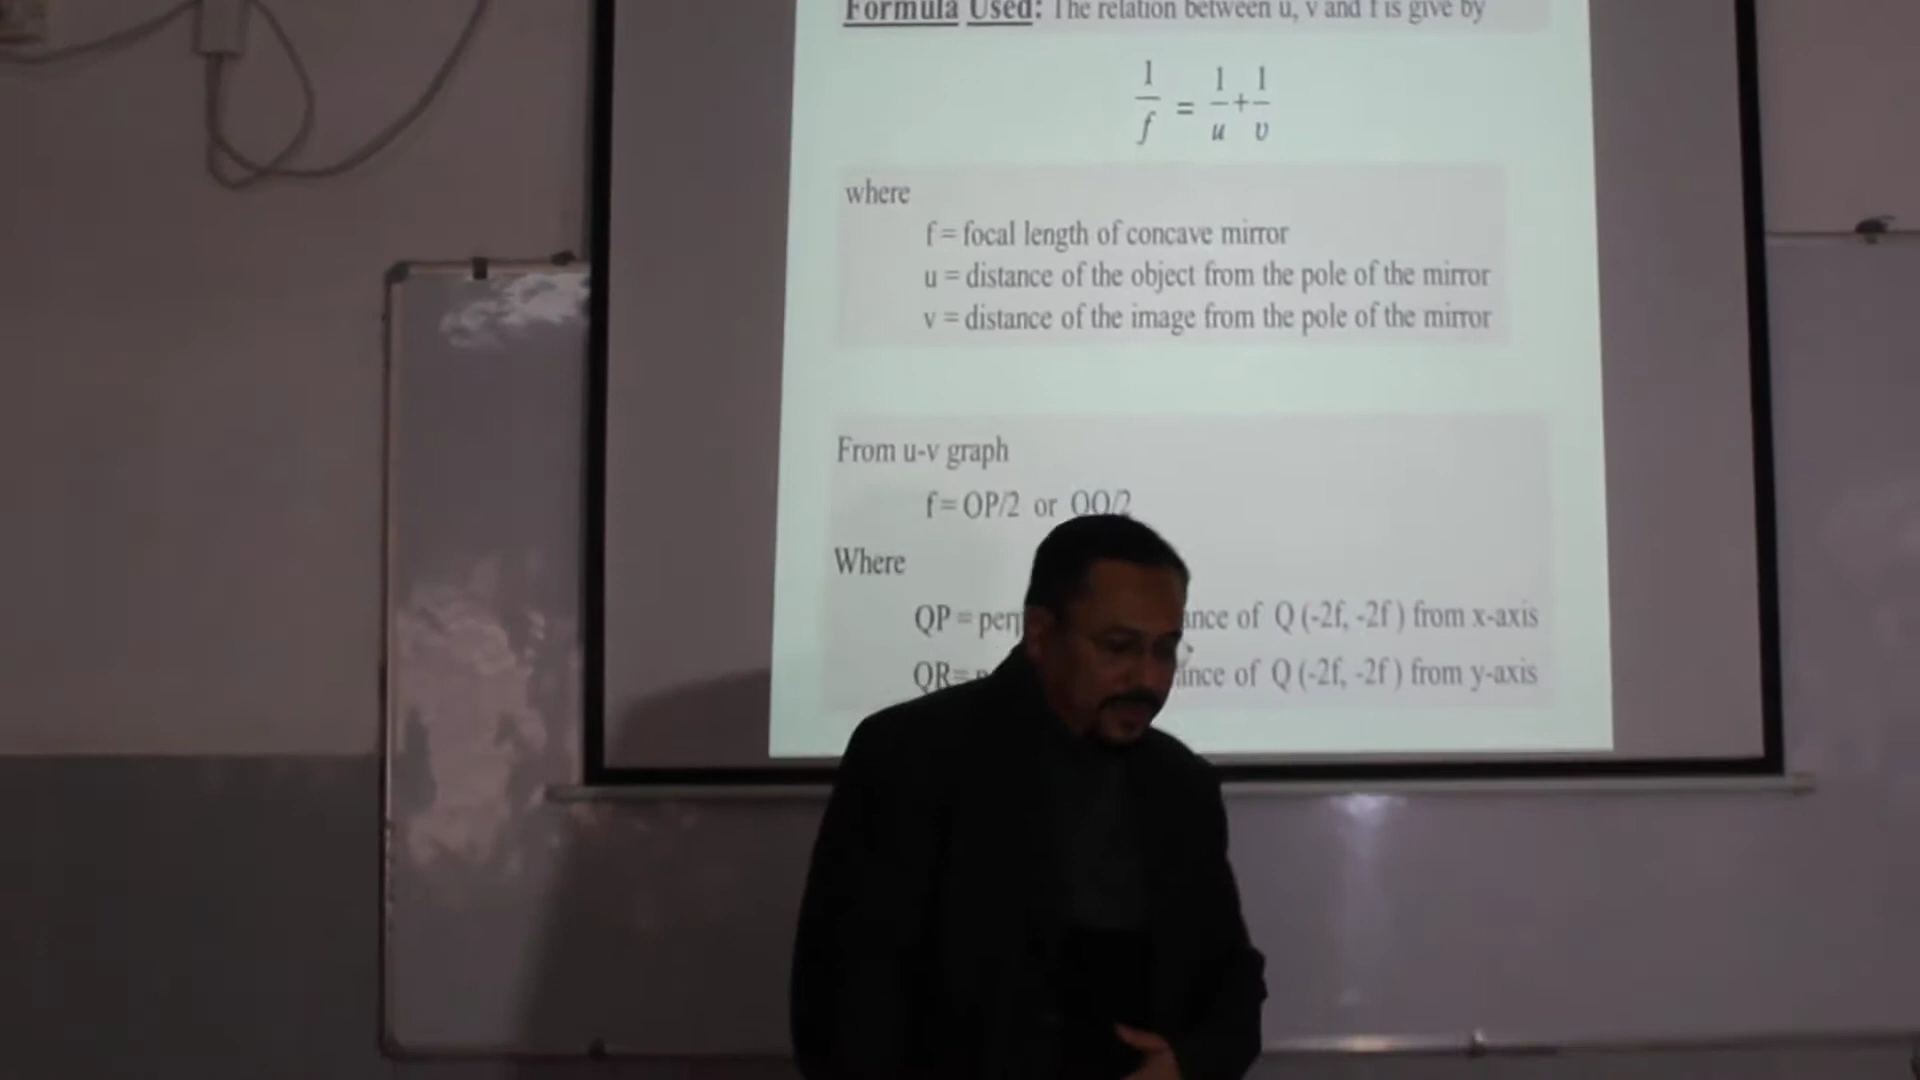 Formula Used: The relation between u, v and f is give by
1/f = 1/u + 1/v
where
f = focal length of concave mirror
u = distance of the object from the pole of the mirror
v = distance of the image from the pole of the mirror
From u-v graph
f = OP/2 or OQ/2
Where
QP = of Q (-2f, -2f ) from x-axis
QR= of Q (-2f, -2f ) from y-axis